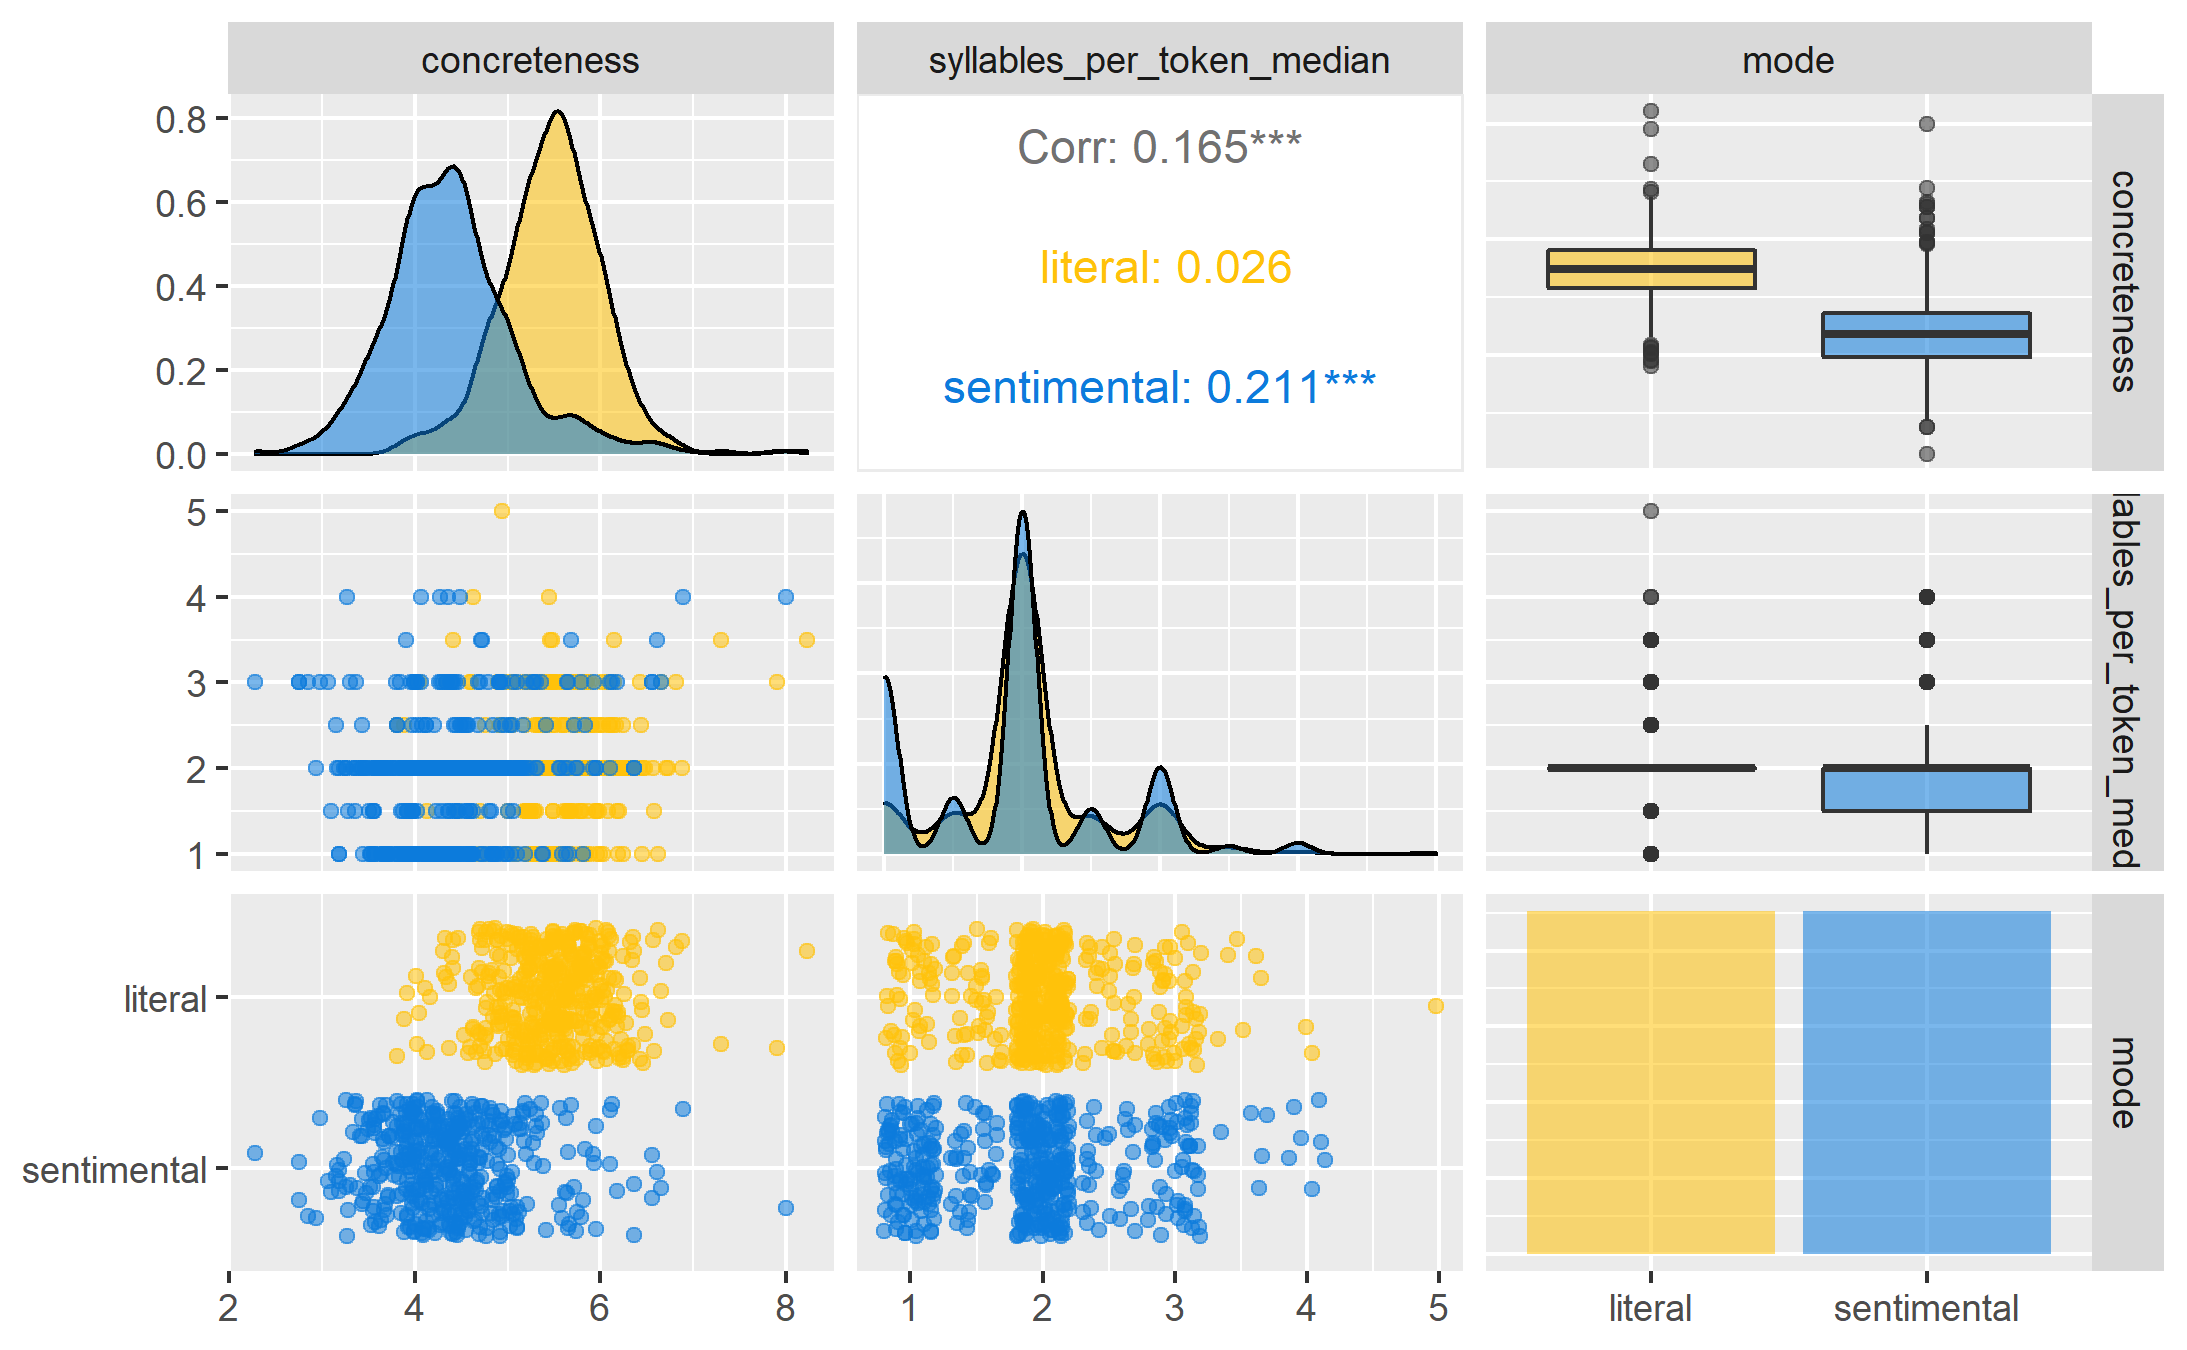 concreteness
syllables_per_token_median
mode
0.8
0.6
0.4
0.2
0.0
Corr: 0.165***
literal: 0.026
sentimental: 0.211***
concreteness
5
4
3
2
1
lables_per_token_med
literal
sentimental
mode
2 4 6 8
1 2 3 4 5
literal sentimental